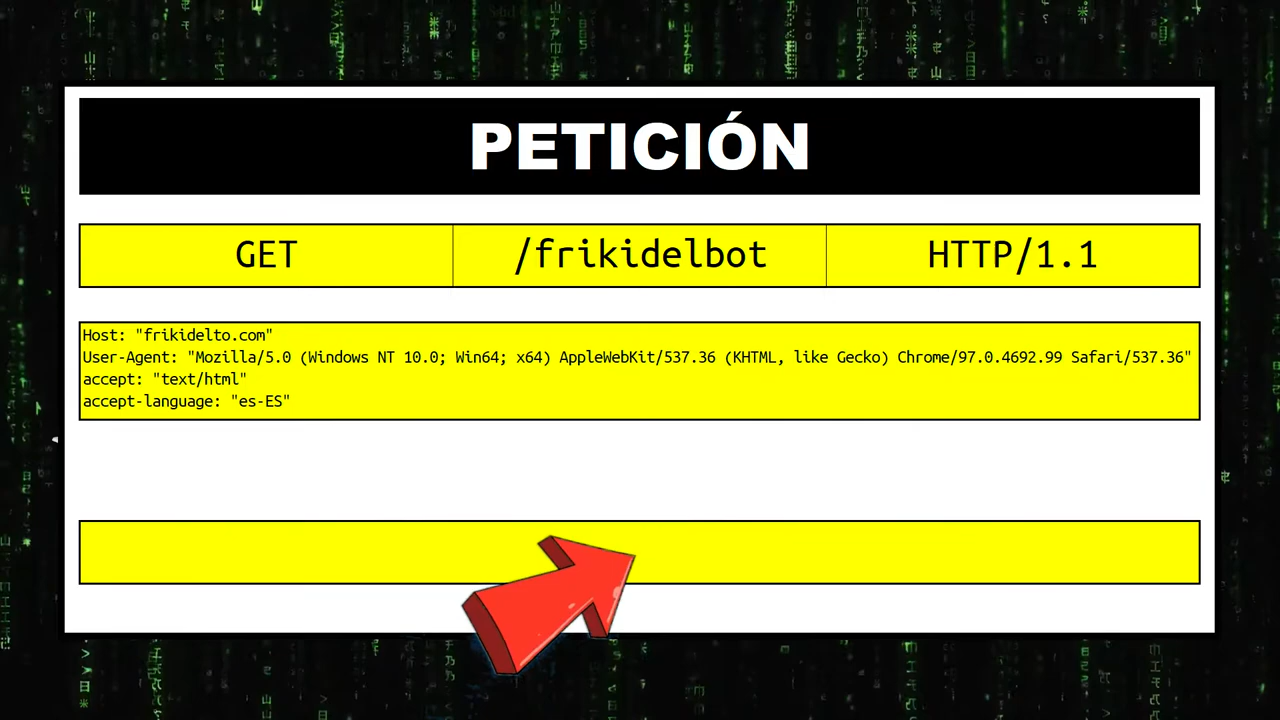 PETICIÓN
GET /frikidelbot HTTP/1.1
Host: "frikidelto.com"
User-Agent: "Mozilla/5.0 (Windows NT 10.0; Win64; x64) AppleWebKit/537.36 (KHTML, like Gecko) Chrome/97.0.4692.99 Safari/537.36"
accept: "text/html"
accept-language: "es-ES"